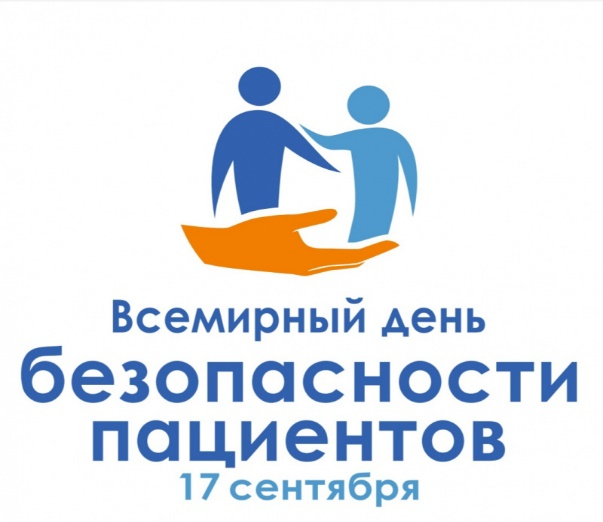 Всемирный день
безопасности
пациентов
17 сентября